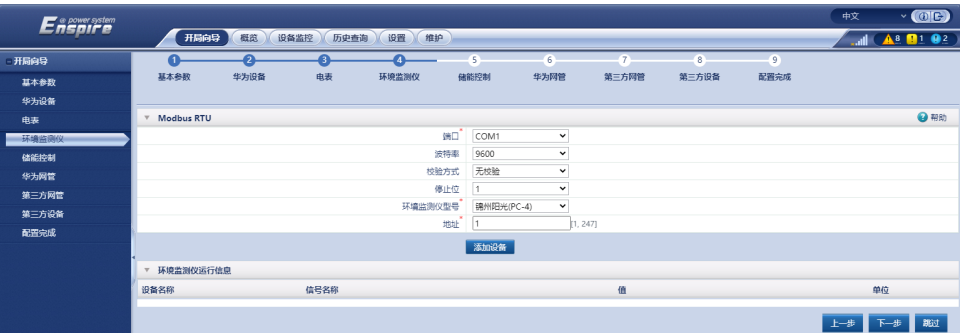 Enspire
power system
中文
开局向导 概览 设备监控 历史查询 设置 维护
8 1 2
开局向导
基本参数
华为设备
电表
环境监测仪
储能控制
华为网管
第三方网管
第三方设备
配置完成
1 2 3 4 5 6 7 8 9
基本参数 华为设备 电表 环境监测仪 储能控制 华为网管 第三方网管 第三方设备 配置完成
Modbus RTU 帮助
端口* COM1
波特率 9600
校验方式 无校验
停止位 1
环境监测仪型号* 锦州阳光(PC-4)
地址* 1 [1, 247]
添加设备
环境监测仪运行信息
设备名称 信号名称 值 单位
上一步 下一步 跳过